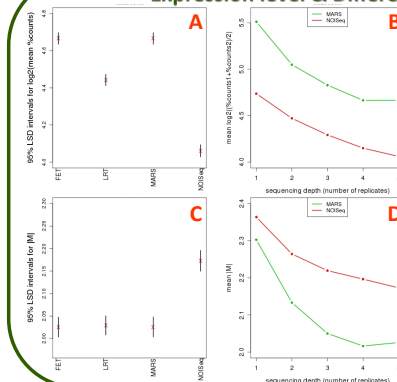 Expression level & Differe
A
95% LSD intervals for log2(mean %counts)
4.8
4.6
4.4
4.2
4.0
FET
LRT
MARS
NOISeq
B
MARS
NOISeq
mean log2((%counts1+%counts2)/2)
5.5
5.0
4.5
4.0
1 2 3 4
sequencing depth (number of replicates)
C
95% LSD intervals for |M|
2.30
2.25
2.20
2.15
2.10
2.05
2.00
FET
LRT
MARS
NOISeq
D
MARS
NOISeq
mean |M|
2.4
2.3
2.2
2.1
2.0
1 2 3 4
sequencing depth (number of replicates)